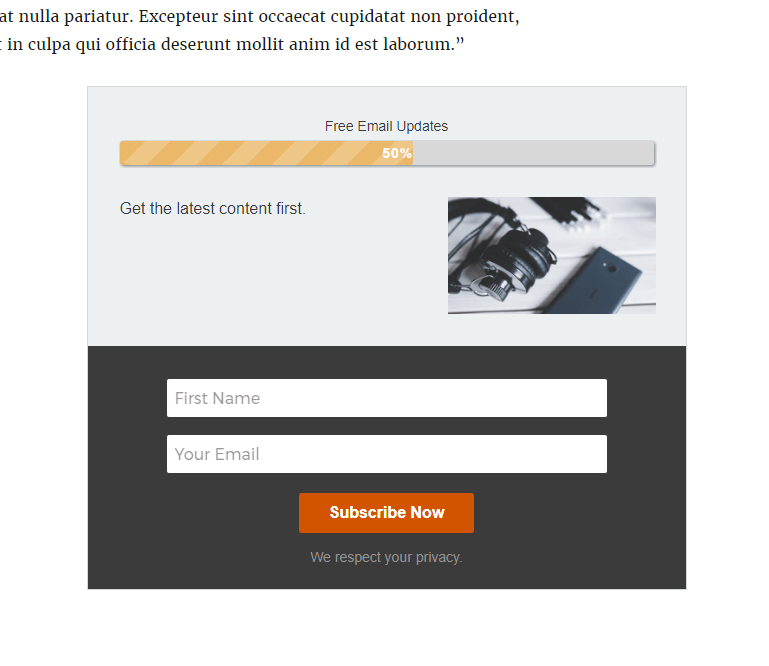 at nulla pariatur. Excepteur sint occaecat cupidatat non proident,
in culpa qui officia deserunt mollit anim id est laborum.”
Free Email Updates
50%
Get the latest content first.
First Name
Your Email
Subscribe Now
We respect your privacy.